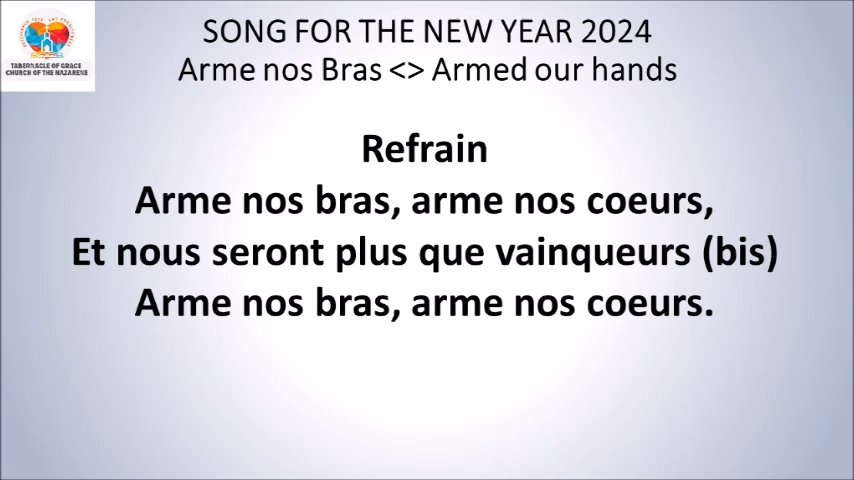 SONG FOR THE NEW YEAR 2024
Arme nos Bras <> Armed our hands
TABERNACLE OF GRACE
CHURCH OF THE NAZARENE
Refrain
Arme nos bras, arme nos coeurs,
Et nous seront plus que vainqueurs (bis)
Arme nos bras, arme nos coeurs.